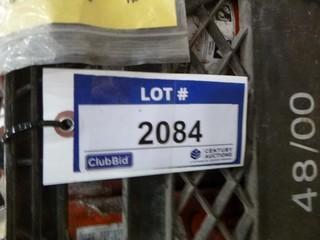 LOT #
2084
ClubBid
CENTURY
AUCTIONS
48/00